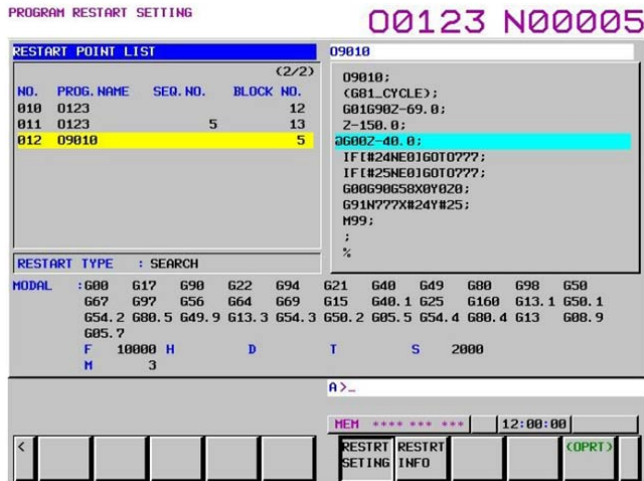 PROGRAM RESTART SETTING
O0123 N00005
RESTART POINT LIST
(2/2)
NO. PROG.NAME SEQ.NO. BLOCK NO.
010 O0123 12
011 O0123 5 13
012 O9010 5
RESTART TYPE : SEARCH
O9010
O9010;
(G81_CYCLE);
G01G90Z-69.0;
Z-150.0;
G00Z-40.0;
IF[#24NE0]GOTO777;
IF[#25NE0]GOTO777;
G00G90G58X0Y0Z0;
G91N777X#24Y#25;
M99;
;
%
MODAL :G00 G17 G90 G22 G94 G21 G40 G49 G80 G98 G50
G67 G97 G56 G64 G69 G15 G40.1 G25 G160 G13.1 G50.1
G54.2 G80.5 G49.9 G13.3 G54.3 G50.2 G05.5 G54.4 G80.4 G13 G08.9
G05.7
F 10000 H D T S 2000
M 3
A>_
MEM **** *** *** 12:00:00
< RESTRT SETING RESTRT INFO (OPRT)